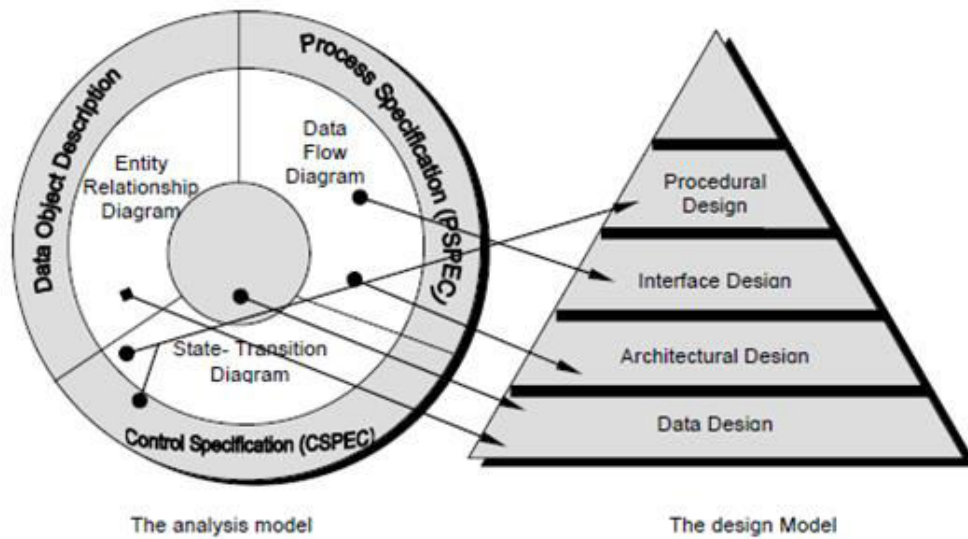 Data Object Description
Process Specification (PSPEC)
Entity
Relationship
Diagram
Data
Flow
Diagram
State- Transition
Diagram
Control Specification (CSPEC)
Procedural
Design
Interface Design
Architectural Design
Data Design
The analysis model
The design Model